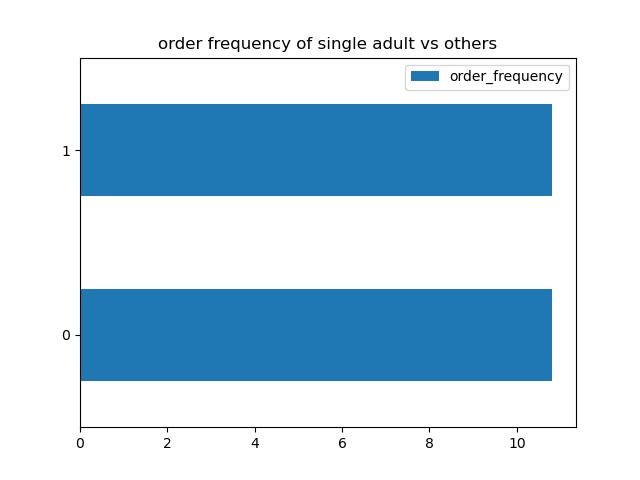 order frequency of single adult vs others
order_frequency
1
0
0 2 4 6 8 10